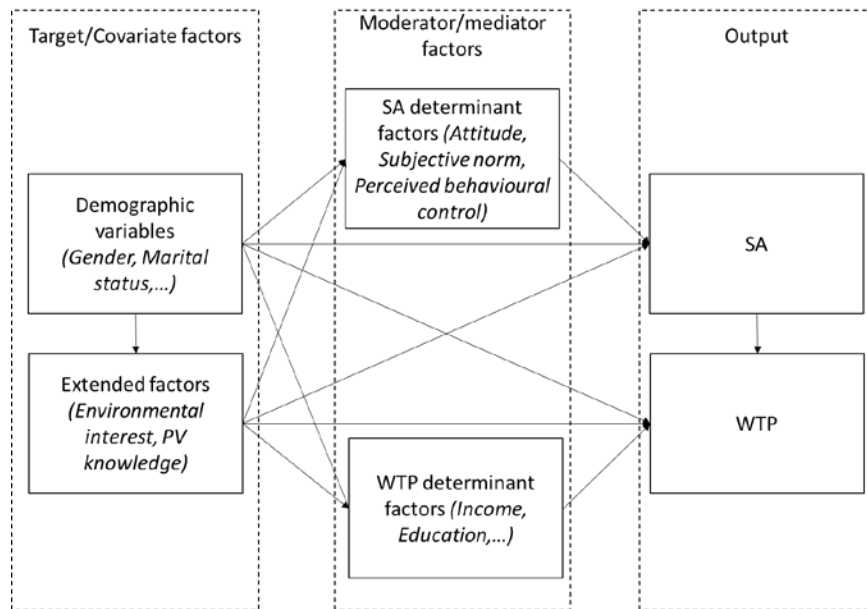 Target/Covariate factors
Demographic
variables
(Gender, Marital
status,...)
Extended factors
(Environmental
interest, PV
knowledge)
Moderator/mediator
factors
SA determinant
factors (Attitude,
Subjective norm,
Perceived behavioural
control)
WTP determinant
factors (Income,
Education,...)
Output
SA
WTP